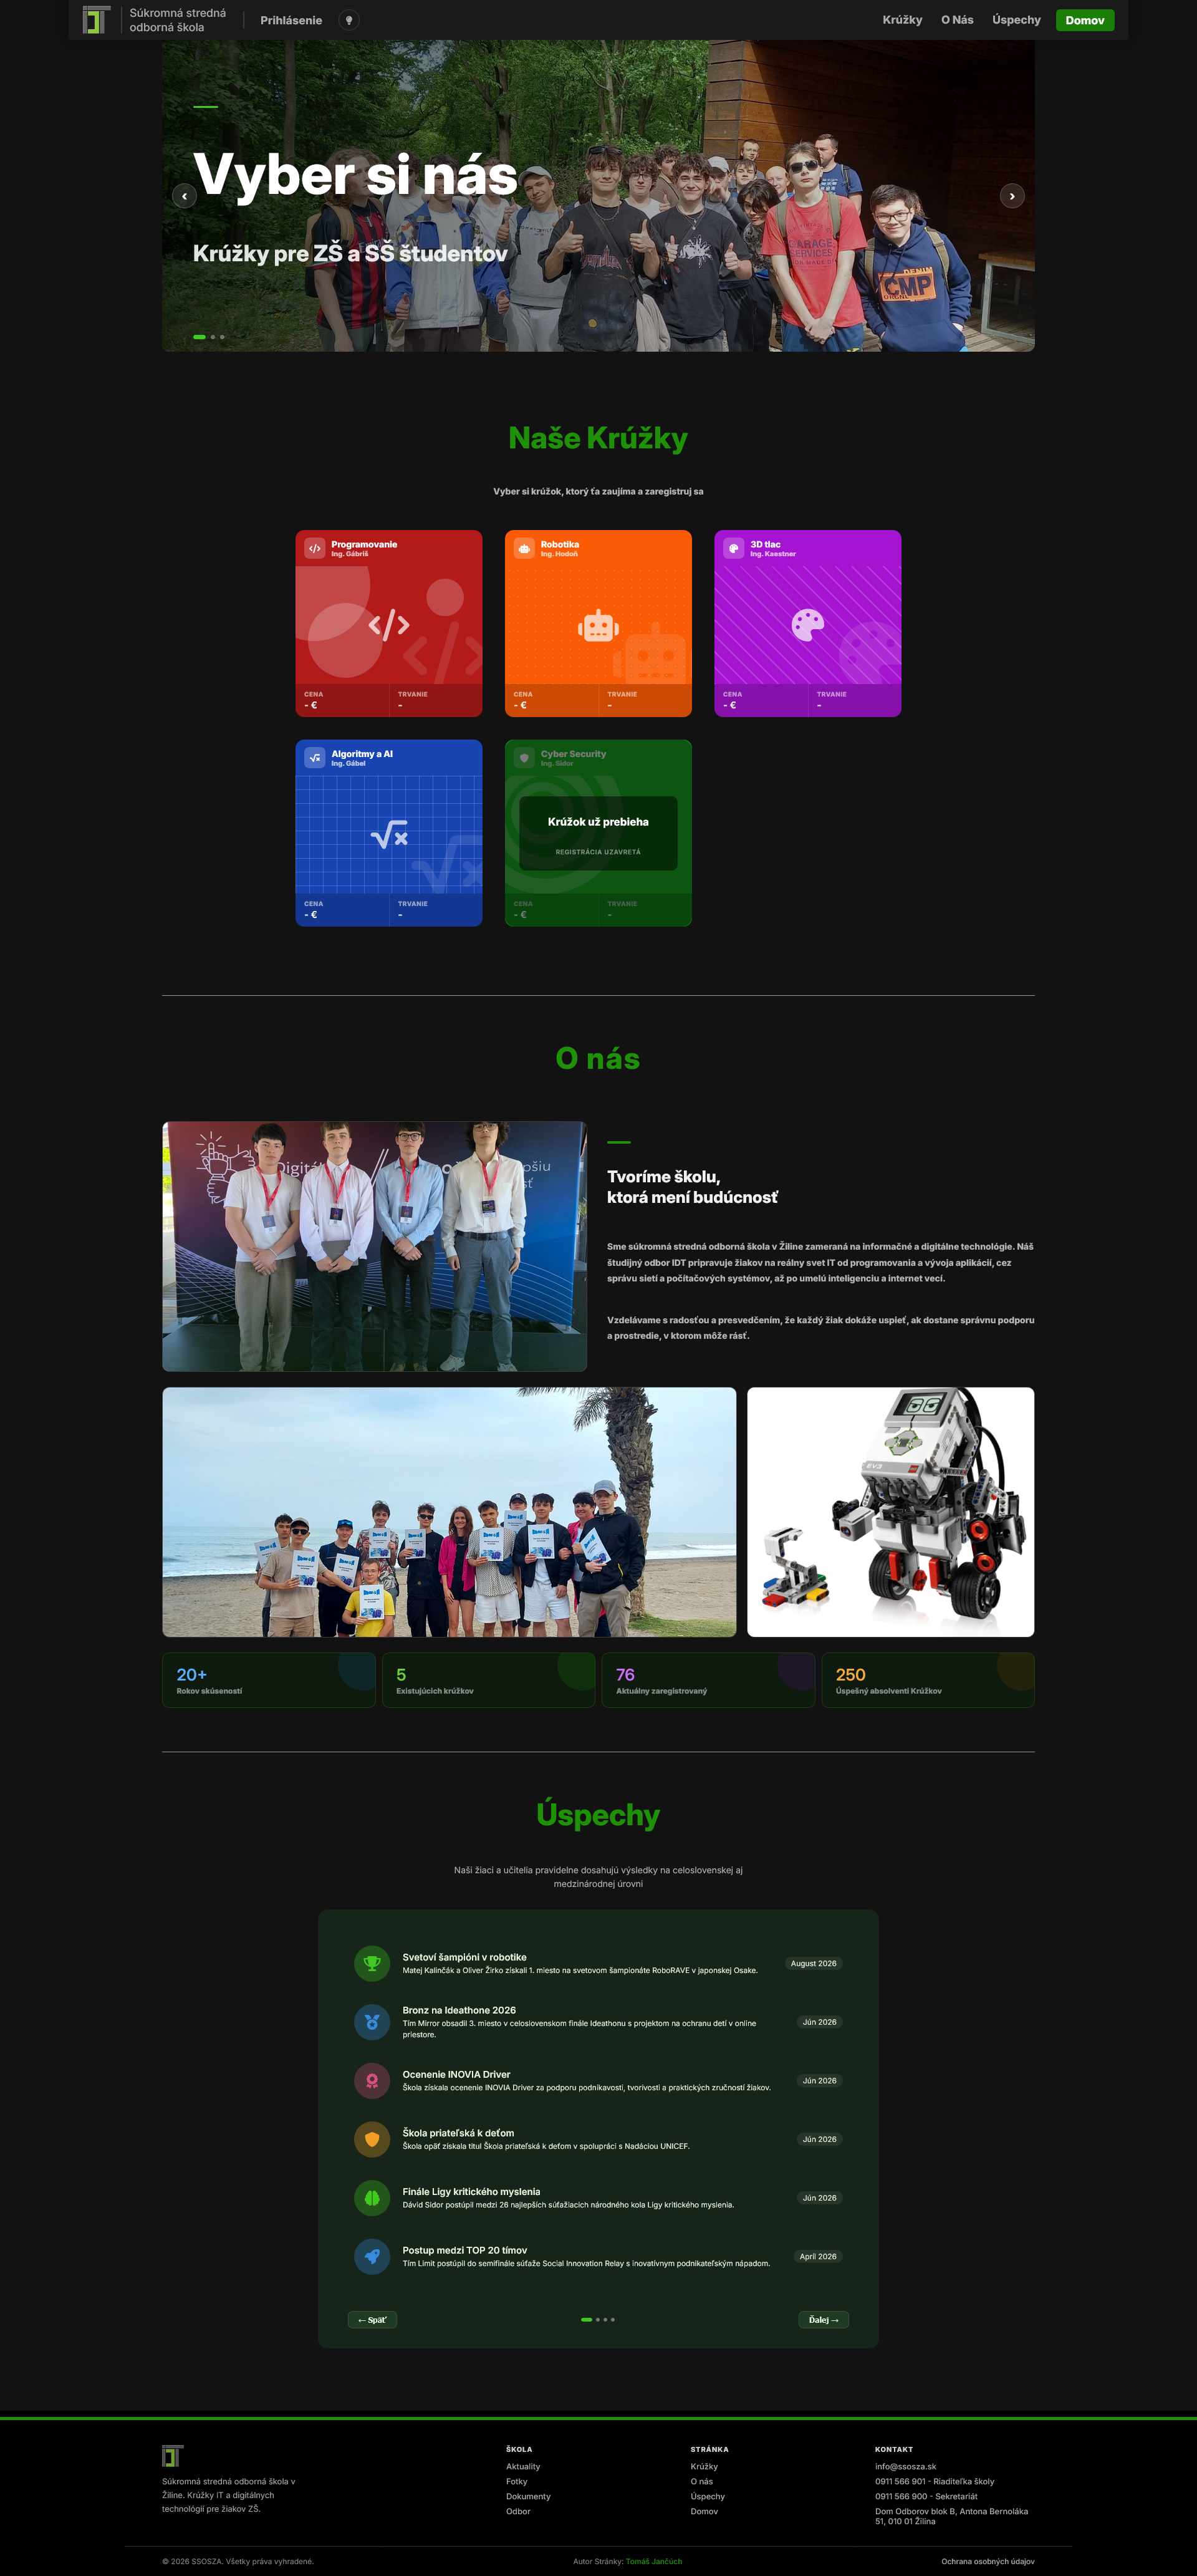 Súkromná stredná
odborná škola
Prihlásenie
Krúžky
O Nás
Úspechy
Domov
Vyber si nás
Krúžky pre ZŠ a SŠ študentov
GARAGE
SERVICES
DENIM
CMP
Naše Krúžky
Vyber si krúžok, ktorý ťa zaujíma a zaregistruj sa
Programovanie
Ing. Gábriš
CENA
- €
TRVANIE
-
Robotika
Ing. Hodoň
CENA
- €
TRVANIE
-
3D tlac
Ing. Kaestner
CENA
- €
TRVANIE
-
Algoritmy a AI
Ing. Gábel
CENA
- €
TRVANIE
-
Cyber Security
Ing. Sidor
Krúžok už prebieha
REGISTRÁCIA UZAVRETÁ
CENA
- €
TRVANIE
-
O nás
Tvoríme školu,
ktorá mení budúcnosť
Sme súkromná stredná odborná škola v Žiline zameraná na informačné a digitálne technológie. Náš
študijný odbor IDT pripravuje žiakov na reálny svet IT od programovania a vývoja aplikácií, cez
správu sietí a počítačových systémov, až po umelú inteligenciu a internet vecí.
Vzdelávame s radosťou a presvedčením, že každý žiak dokáže uspieť, ak dostane správnu podporu
a prostredie, v ktorom môže rásť.
EV3
20+
Rokov skúseností
5
Existujúcich krúžkov
76
Aktuálny zaregistrovaný
250
Úspešný absolventi Krúžkov
Úspechy
Naši žiaci a učitelia pravidelne dosahujú výsledky na celoslovenskej aj
medzinárodnej úrovni
Svetoví šampióni v robotike
Matej Kalinčák a Oliver Žirko získali 1. miesto na svetovom šampionáte RoboRAVE v japonskej Osake.
August 2026
Bronz na Ideathone 2026
Tím Mirror obsadil 3. miesto v celoslovenskom finále Ideathonu s projektom na ochranu detí v online
priestore.
Jún 2026
Ocenenie INOVIA Driver
Škola získala ocenenie INOVIA Driver za podporu podnikavosti, tvorivosti a praktických zručností žiakov.
Jún 2026
Škola priateľská k deťom
Škola opäť získala titul Škola priateľská k deťom v spolupráci s Nadáciou UNICEF.
Jún 2026
Finále Ligy kritického myslenia
Dávid Sidor postúpil medzi 26 najlepších súťažiacich národného kola Ligy kritického myslenia.
Jún 2026
Postup medzi TOP 20 tímov
Tím Limit postúpil do semifinále súťaže Social Innovation Relay s inovatívnym podnikateľským nápadom.
Apríl 2026
← Späť
Ďalej →
Súkromná stredná odborná škola v
Žiline. Krúžky IT a digitálnych
technológií pre žiakov ZŠ.
ŠKOLA
Aktuality
Fotky
Dokumenty
Odbor
STRÁNKA
Krúžky
O nás
Úspechy
Domov
KONTAKT
info@ssosza.sk
0911 566 901 - Riaditeľka školy
0911 566 900 - Sekretariát
Dom Odborov blok B, Antona Bernoláka
51, 010 01 Žilina
© 2026 SSOSZA. Všetky práva vyhradené.
Autor Stránky: Tomáš Jančúch
Ochrana osobných údajov